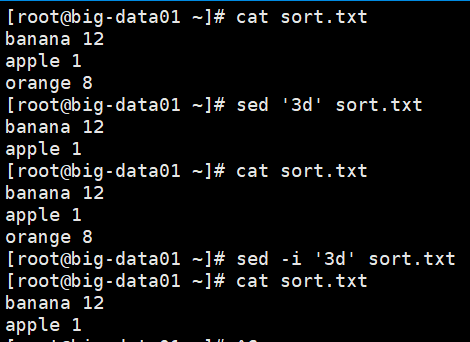 [root@big-data01 ~]# cat sort.txt
banana 12
apple 1
orange 8
[root@big-data01 ~]# sed '3d' sort.txt
banana 12
apple 1
[root@big-data01 ~]# cat sort.txt
banana 12
apple 1
orange 8
[root@big-data01 ~]# sed -i '3d' sort.txt
[root@big-data01 ~]# cat sort.txt
banana 12
apple 1